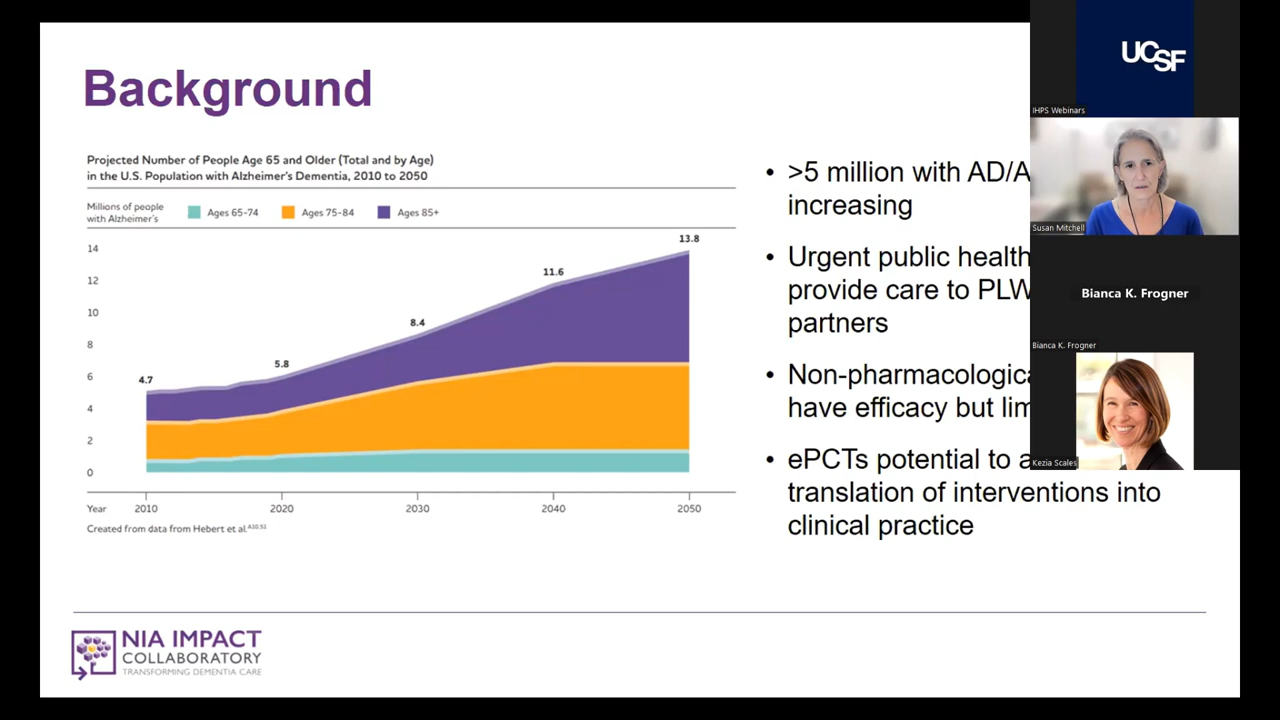 Background
Projected Number of People Age 65 and Older (Total and by Age)
in the U.S. Population with Alzheimer's Dementia, 2010 to 2050
Millions of people
with Alzheimer's
Ages 65-74
Ages 75-84
Ages 85+
14
12
10
8
6
4
2
0
4.7
5.8
8.4
11.6
13.8
Year 2010 2020 2030 2040 2050
Created from data from Hebert et al.A10,51
• >5 million with AD/A
increasing
• Urgent public health
provide care to PLW
partners
• Non-pharmacologica
have efficacy but lim
• ePCTs potential to a
translation of interventions into
clinical practice
NIA IMPACT
COLLABORATORY
TRANSFORMING DEMENTIA CARE
UCSF
IHPS Webinars
Susan Mitchell
Bianca K. Frogner
Bianca K. Frogner
Kezia Scales